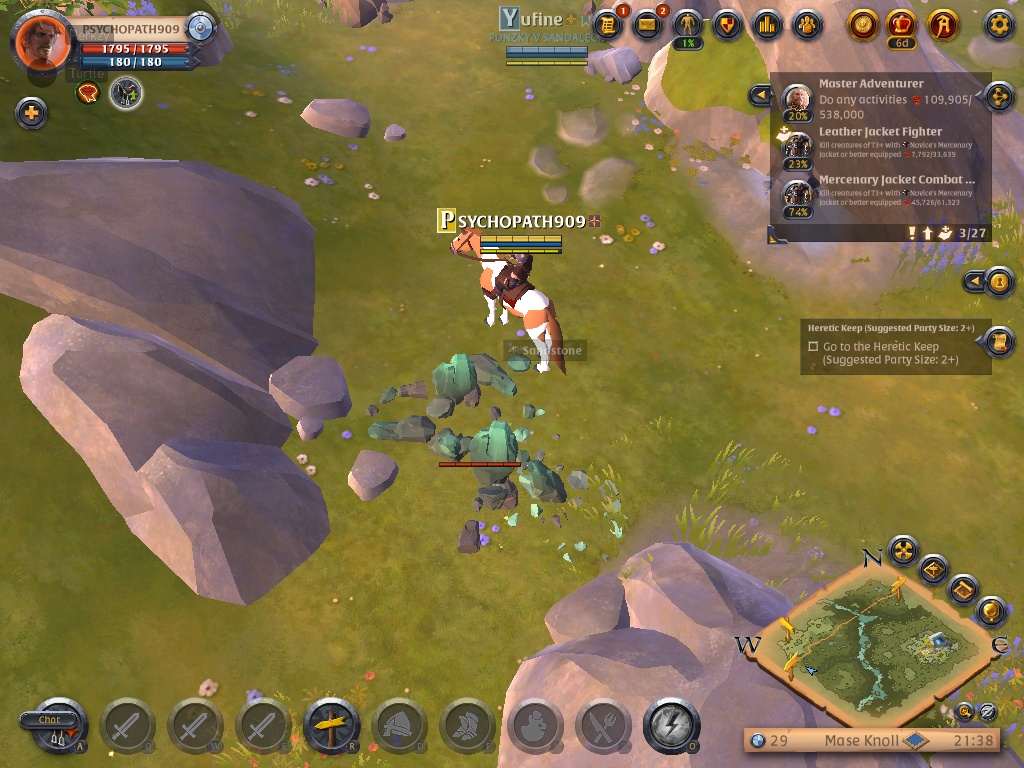 PSYCHOPATH909
1795 / 1795
180 / 180
Turtle
Yufine
PONZKY V SANDALEC
1
2
1%
6d
Master Adventurer
Do any activities 109,905/
538,000
20%
Leather Jacket Fighter
Kill creatures of T3+ with Novice's Mercenary
Jacket or better equipped 7,792/33,639
23%
Mercenary Jacket Combat ...
Kill creatures of T3+ with Novice's Mercenary
Jacket or better equipped 45,726/61,323
74%
3/27
PSYCHOPATH909
Sandstone
Heretic Keep (Suggested Party Size: 2+)
Go to the Heretic Keep
(Suggested Party Size: 2+)
N
W
E
Chat
A
Q
W
E
R
D
F
O
29
Mase Knoll
21:38